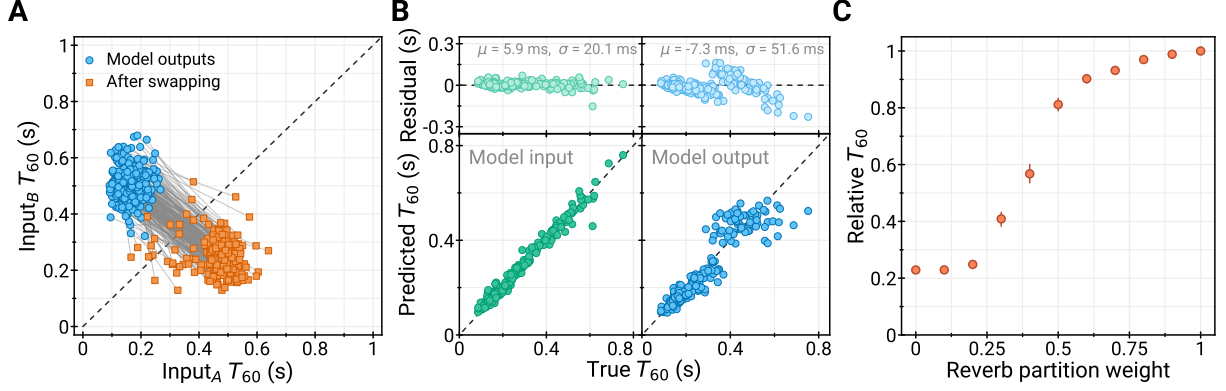 A
B
C
1
0.8
0.6
0.4
0.2
0
0
0.2
0.4
0.6
0.8
1
Input_B T_60 (s)
Input_A T_60 (s)
Model outputs
After swapping
Residual (s)
0.3
0
-0.3
μ = 5.9 ms, σ = 20.1 ms
μ = -7.3 ms, σ = 51.6 ms
Predicted T_60 (s)
0.8
0.4
0
Model input
Model output
0
0.4
0.8
0.4
0.8
True T_60 (s)
Relative T_60
1
0.8
0.6
0.4
0.2
0
0
0.25
0.5
0.75
1
Reverb partition weight